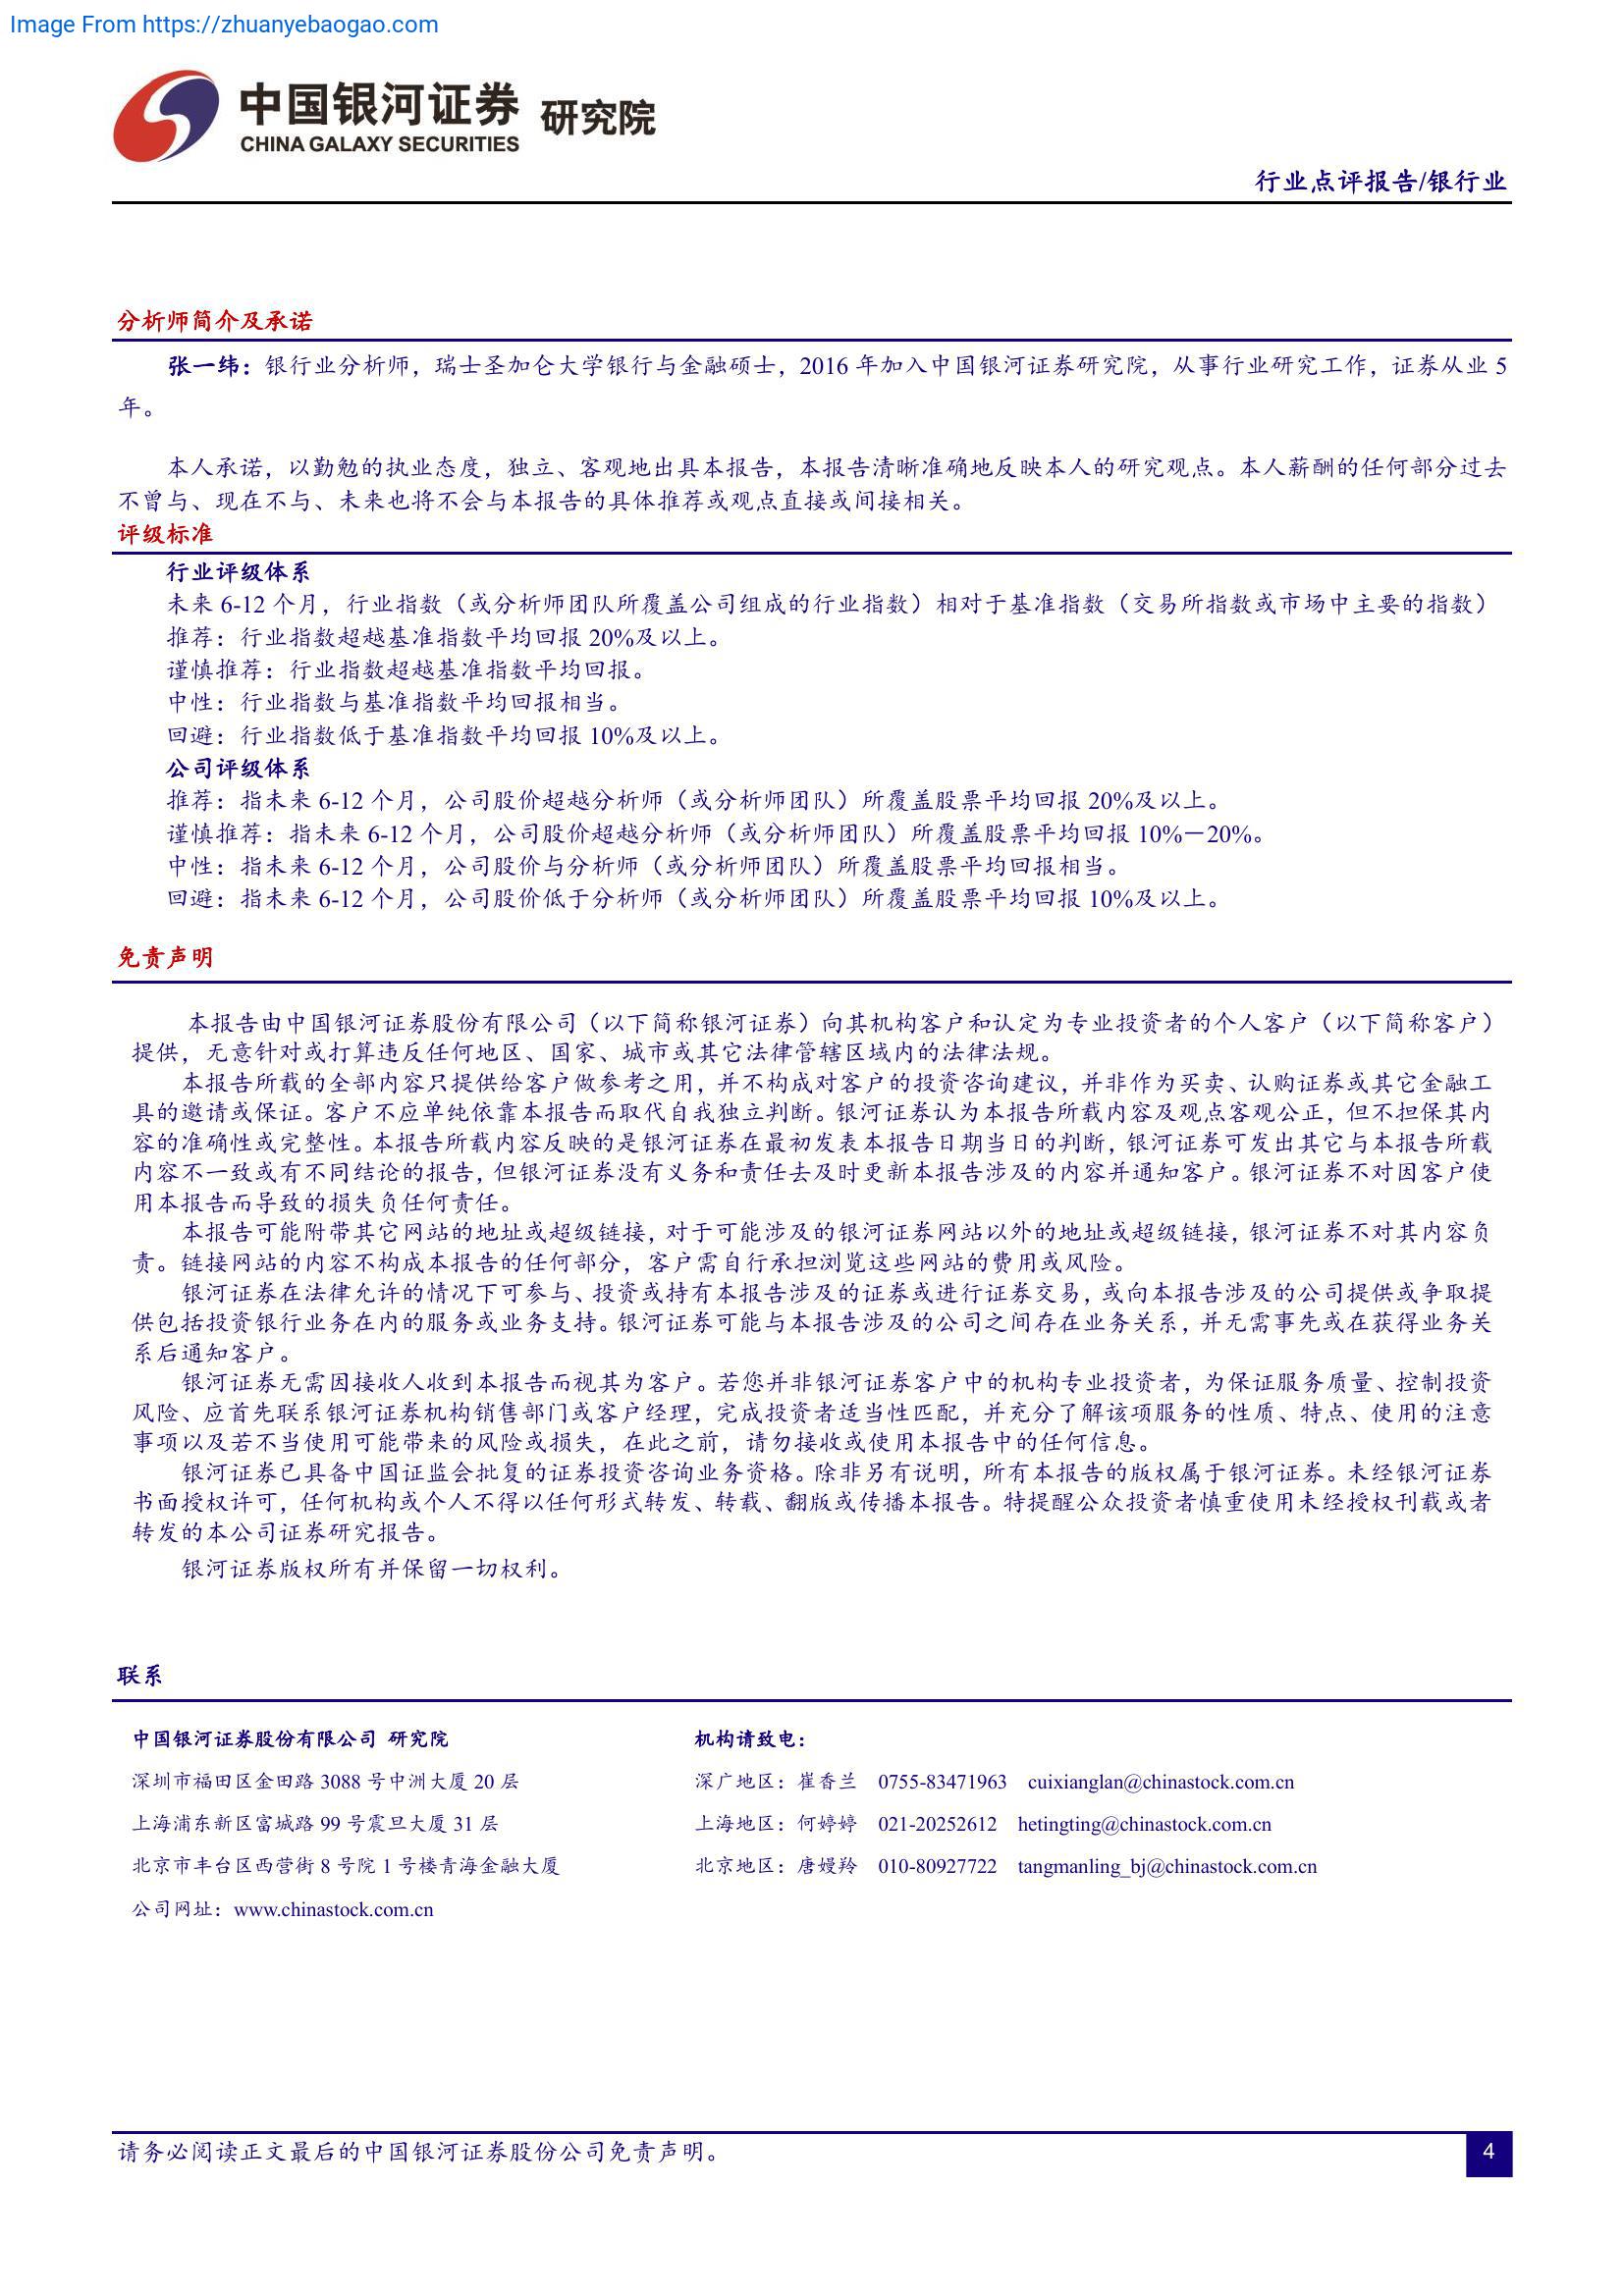 Image From https://zhuanyebaogao.com
中国银河证券 研究院
CHINA GALAXY SECURITIES
行业点评报告/银行业
分析师简介及承诺
张一纬：银行业分析师，瑞士圣加仑大学银行与金融硕士，2016 年加入中国银河证券研究院，从事行业研究工作，证券从业 5
年。
本人承诺，以勤勉的执业态度，独立、客观地出具本报告，本报告清晰准确地反映本人的研究观点。本人薪酬的任何部分过去
不曾与、现在不与、未来也将不会与本报告的具体推荐或观点直接或间接相关。
评级标准
行业评级体系
未来 6-12 个月，行业指数（或分析师团队所覆盖公司组成的行业指数）相对于基准指数（交易所指数或市场中主要的指数）
推荐：行业指数超越基准指数平均回报 20%及以上。
谨慎推荐：行业指数超越基准指数平均回报。
中性：行业指数与基准指数平均回报相当。
回避：行业指数低于基准指数平均回报 10%及以上。
公司评级体系
推荐：指未来 6-12 个月，公司股价超越分析师（或分析师团队）所覆盖股票平均回报 20%及以上。
谨慎推荐：指未来 6-12 个月，公司股价超越分析师（或分析师团队）所覆盖股票平均回报 10%－20%。
中性：指未来 6-12 个月，公司股价与分析师（或分析师团队）所覆盖股票平均回报相当。
回避：指未来 6-12 个月，公司股价低于分析师（或分析师团队）所覆盖股票平均回报 10%及以上。
免责声明
本报告由中国银河证券股份有限公司（以下简称银河证券）向其机构客户和认定为专业投资者的个人客户（以下简称客户）
提供，无意针对或打算违反任何地区、国家、城市或其它法律管辖区域内的法律法规。
本报告所载的全部内容只提供给客户做参考之用，并不构成对客户的投资咨询建议，并非作为买卖、认购证券或其它金融工
具的邀请或保证。客户不应单纯依靠本报告而取代自我独立判断。银河证券认为本报告所载内容及观点客观公正，但不担保其内
容的准确性或完整性。本报告所载内容反映的是银河证券在最初发表本报告日期当日的判断，银河证券可发出其它与本报告所载
内容不一致或有不同结论的报告，但银河证券没有义务和责任去及时更新本报告涉及的内容并通知客户。银河证券不对因客户使
用本报告而导致的损失负任何责任。
本报告可能附带其它网站的地址或超级链接，对于可能涉及的银河证券网站以外的地址或超级链接，银河证券不对其内容负
责。链接网站的内容不构成本报告的任何部分，客户需自行承担浏览这些网站的费用或风险。
银河证券在法律允许的情况下可参与、投资或持有本报告涉及的证券或进行证券交易，或向本报告涉及的公司提供或争取提
供包括投资银行业务在内的服务或业务支持。银河证券可能与本报告涉及的公司之间存在业务关系，并无需事先或在获得业务关
系后通知客户。
银河证券无需因接收人收到本报告而视其为客户。若您并非银河证券客户中的机构专业投资者，为保证服务质量、控制投资
风险、应首先联系银河证券机构销售部门或客户经理，完成投资者适当性匹配，并充分了解该项服务的性质、特点、使用的注意
事项以及若不当使用可能带来的风险或损失，在此之前，请勿接收或使用本报告中的任何信息。
银河证券已具备中国证监会批复的证券投资咨询业务资格。除非另有说明，所有本报告的版权属于银河证券。未经银河证券
书面授权许可，任何机构或个人不得以任何形式转发、转载、翻版或传播本报告。特提醒公众投资者慎重使用未经授权刊载或者
转发的本公司证券研究报告。
银河证券版权所有并保留一切权利。
联系
中国银河证券股份有限公司 研究院
深圳市福田区金田路 3088 号中洲大厦 20 层
上海浦东新区富城路 99 号震旦大厦 31 层
北京市丰台区西营街 8 号院 1 号楼青海金融大厦
公司网址：www.chinastock.com.cn
机构请致电：
深广地区：崔香兰 0755-83471963 cuixianglan@chinastock.com.cn
上海地区：何婷婷 021-20252612 hetingting@chinastock.com.cn
北京地区：唐嫚羚 010-80927722 tangmanling_bj@chinastock.com.cn
请务必阅读正文最后的中国银河证券股份公司免责声明。
4